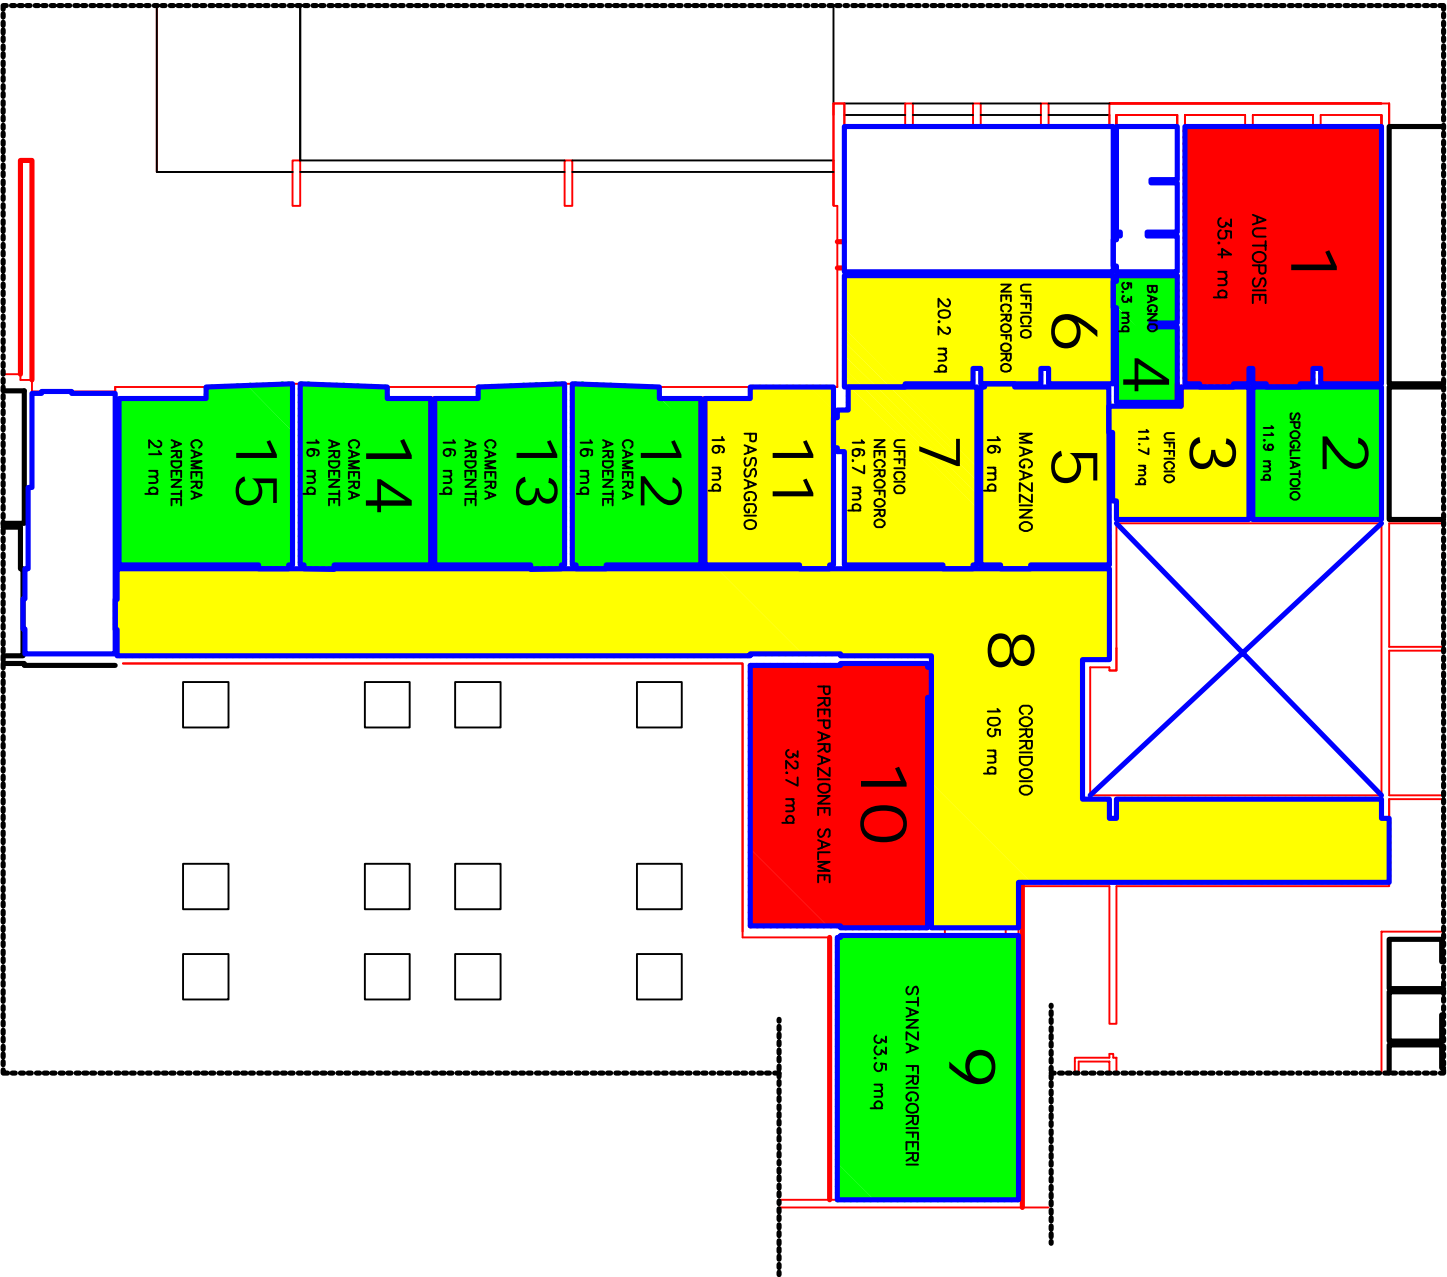 1
AUTOPSIE
35.4 mq
2
SPOGLIATOIO
11.9 mq
3
UFFICIO
11.7 mq
4
BAGNO
5.3 mq
5
MAGAZZINO
16 mq
6
UFFICIO
NECROFORO
20.2 mq
7
UFFICIO
NECROFORO
16.7 mq
8
CORRIDOIO
105 mq
9
STANZA FRIGORIFERI
33.5 mq
10
PREPARAZIONE SALME
32.7 mq
11
PASSAGGIO
16 mq
12
CAMERA
ARDENTE
16 mq
13
CAMERA
ARDENTE
16 mq
14
CAMERA
ARDENTE
16 mq
15
CAMERA
ARDENTE
21 mq